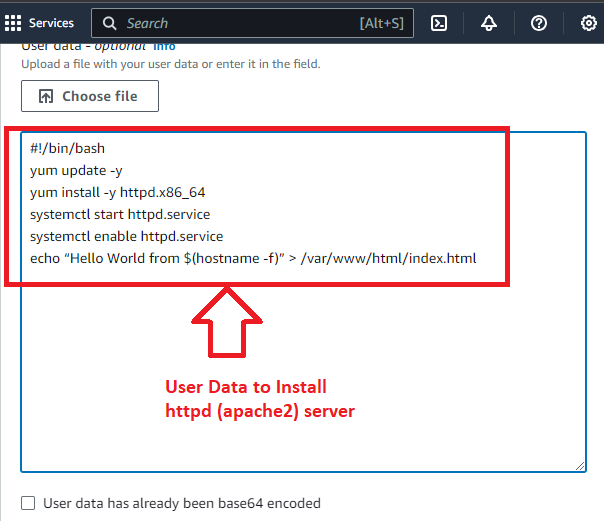 Services
Search
[Alt+S]
User data - optional Info
Upload a file with your user data or enter it in the field.
Choose file
#!/bin/bash
yum update -y
yum install -y httpd.x86_64
systemctl start httpd.service
systemctl enable httpd.service
echo “Hello World from $(hostname -f)” > /var/www/html/index.html
User Data to Install
httpd (apache2) server
User data has already been base64 encoded